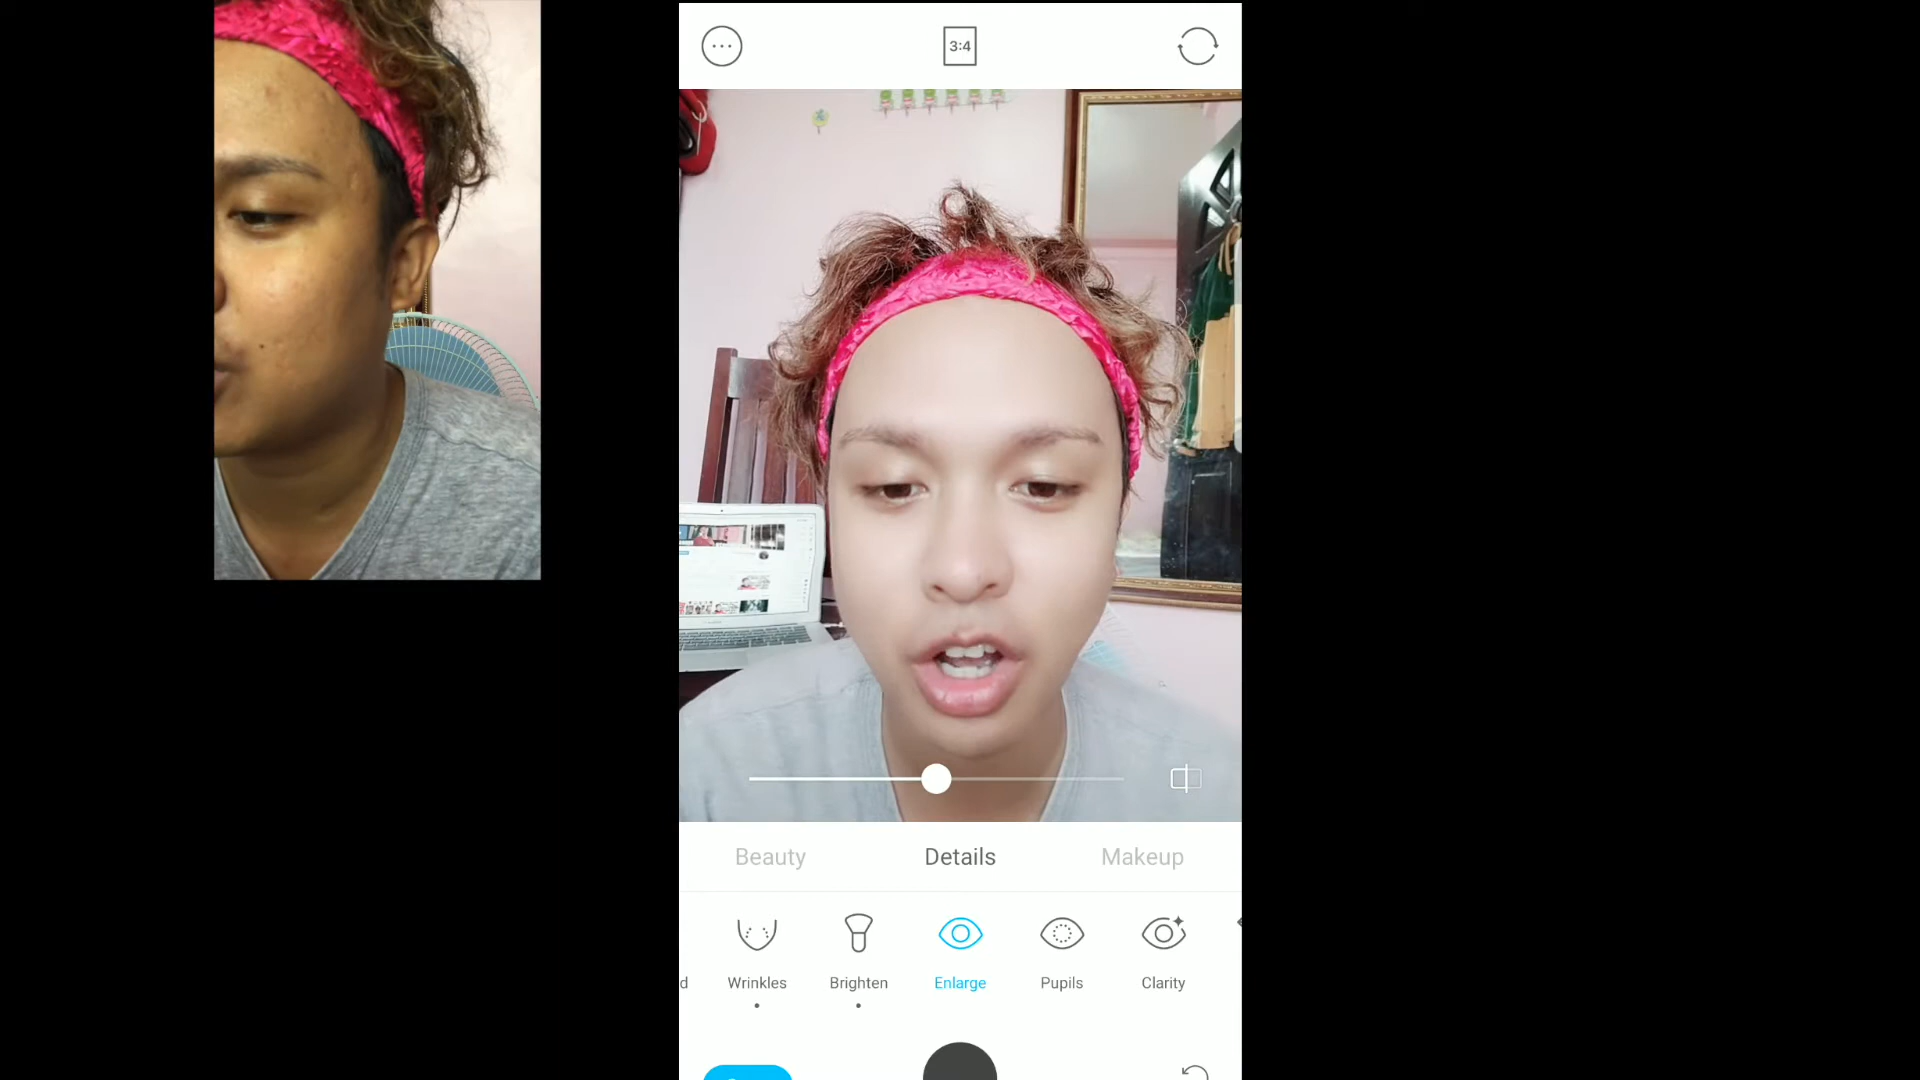 3:4
Beauty Details Makeup
d Wrinkles Brighten Enlarge Pupils Clarity